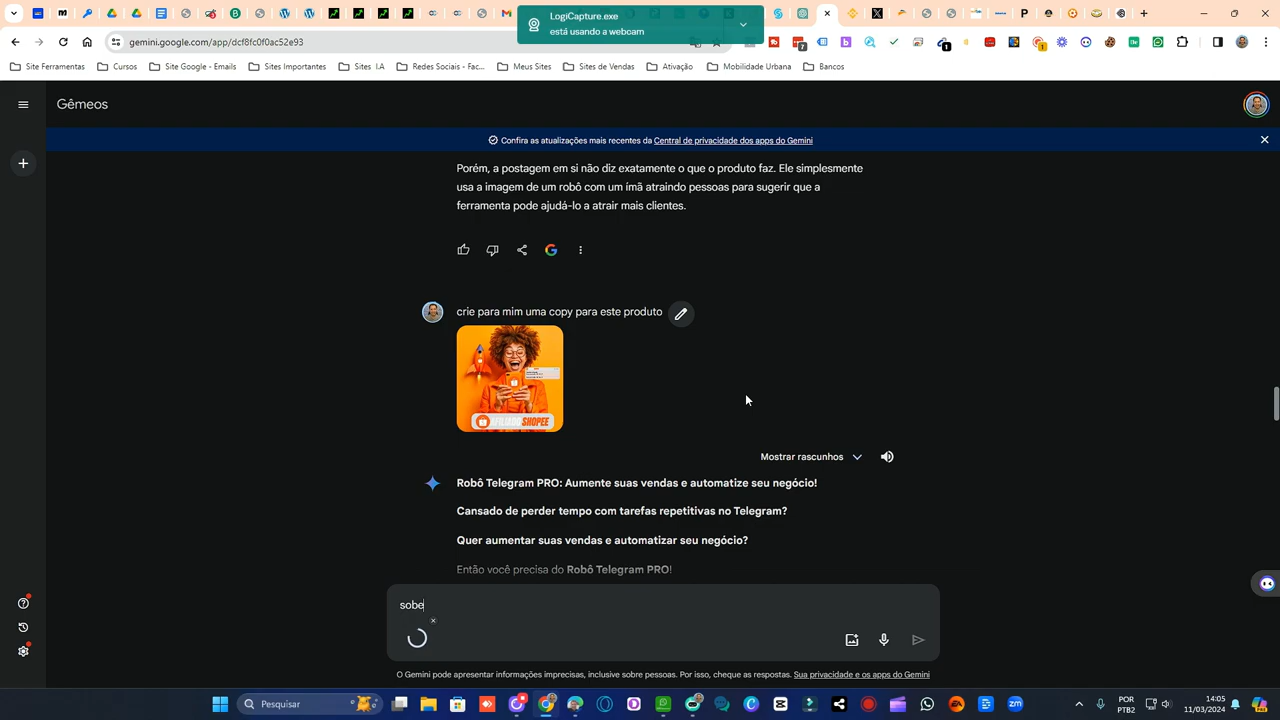 LogiCapture.exe
está usando a webcam
gemini.google.com/app/dcf8fc0f0ac52e93
Site Ferramentas
Cursos
Site Google Empresas
Sites Importantes
Sites I.A
Redes Sociais - Fac...
Meus Sites
Sites de Vendas
Ativação
Mobilidade Urbana
Bancos
Gêmeos
Confira as atualizações mais recentes da Central de privacidade dos apps do Gemini
Porém, a postagem em si não diz exatamente o que o produto faz. Ele simplesmente
usa a imagem de um robô com um ímã atraindo pessoas para sugerir que a
ferramenta pode ajudá-lo a atrair mais clientes.
crie para mim uma copy para este produto
AFILIADO SHOPEE
Mostrar rascunhos
Robô Telegram PRO: Aumente suas vendas e automatize seu negócio!
Cansado de perder tempo com tarefas repetitivas no Telegram?
Quer aumentar suas vendas e automatizar seu negócio?
Então você precisa do Robô Telegram PRO!
sobe
O Gemini pode apresentar informações imprecisas, inclusive sobre pessoas. Por isso, cheque as respostas. Sua privacidade e os apps do Gemini
Pesquisar
POR
PTB2
14:05
11/03/2024